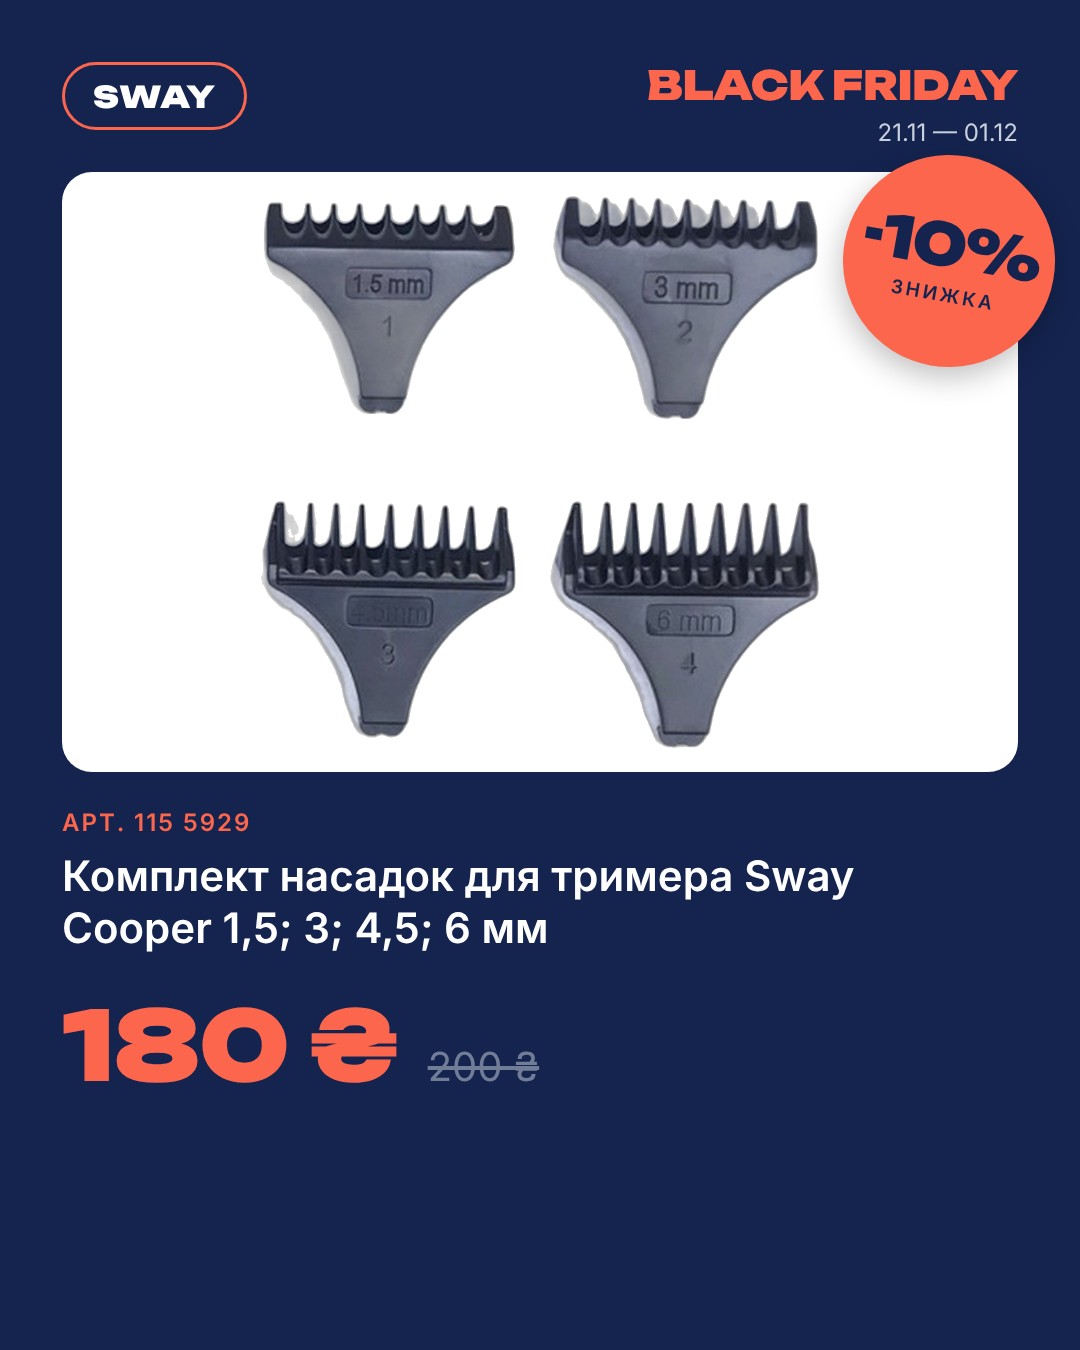 SWAY
BLACK FRIDAY
21.11 — 01.12
-10%
ЗНИЖКА
1.5 mm
1
3 mm
2
4.5mm
3
6 mm
4
АРТ. 115 5929
Комплект насадок для тримера Sway
Cooper 1,5; 3; 4,5; 6 мм
180 ₴
200 ₴